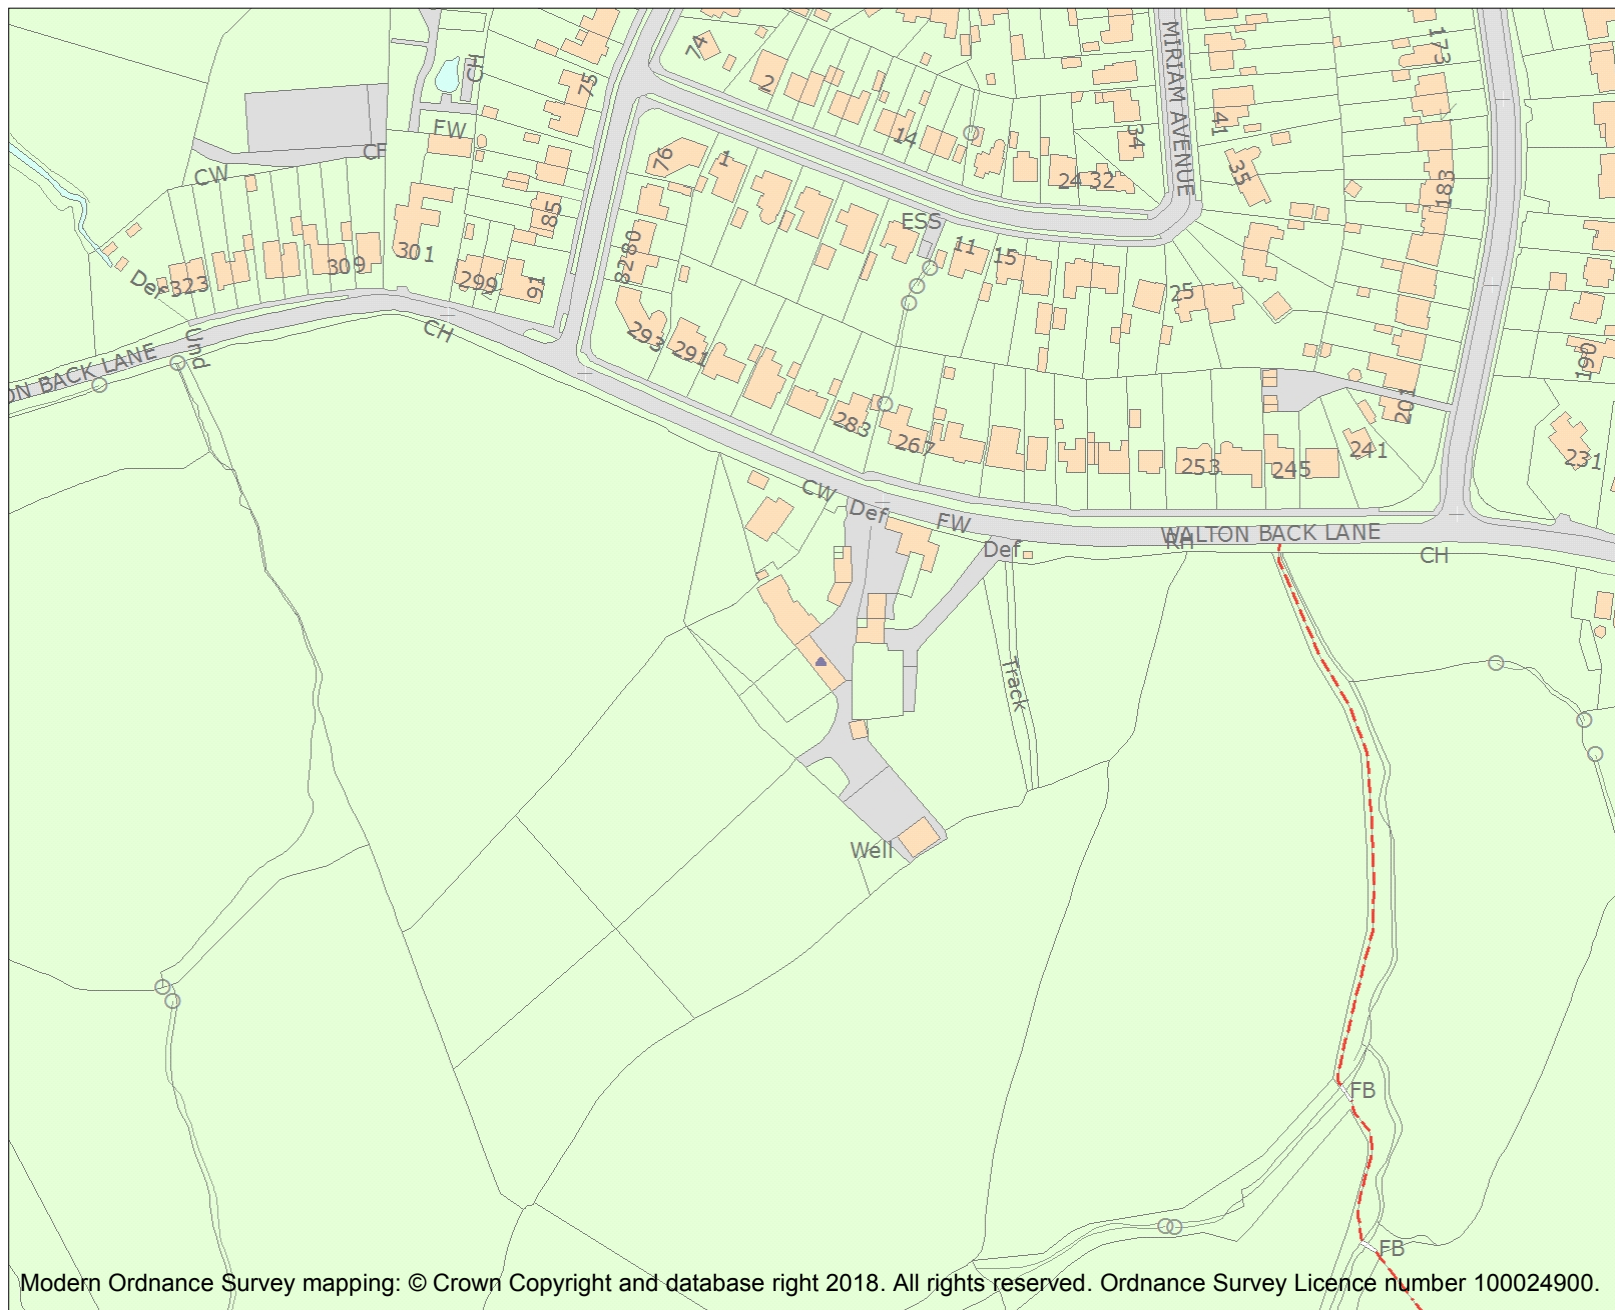 74
2
CH
75
MIRIAM AVENUE
173
41
FW
CF
CW
76
1
14
34
35
24
32
183
85
80
82
ESS
11
15
301
309
323
Def
299
91
25
Und
CH
293
291
190
ON BACK LANE
283
267
201
253
245
241
231
CW
Def
FW
Def
WALTON BACK LANE
RH
CH
Track
Well
FB
FB
Modern Ordnance Survey mapping: © Crown Copyright and database right 2018. All rights reserved. Ordnance Survey Licence number 100024900.